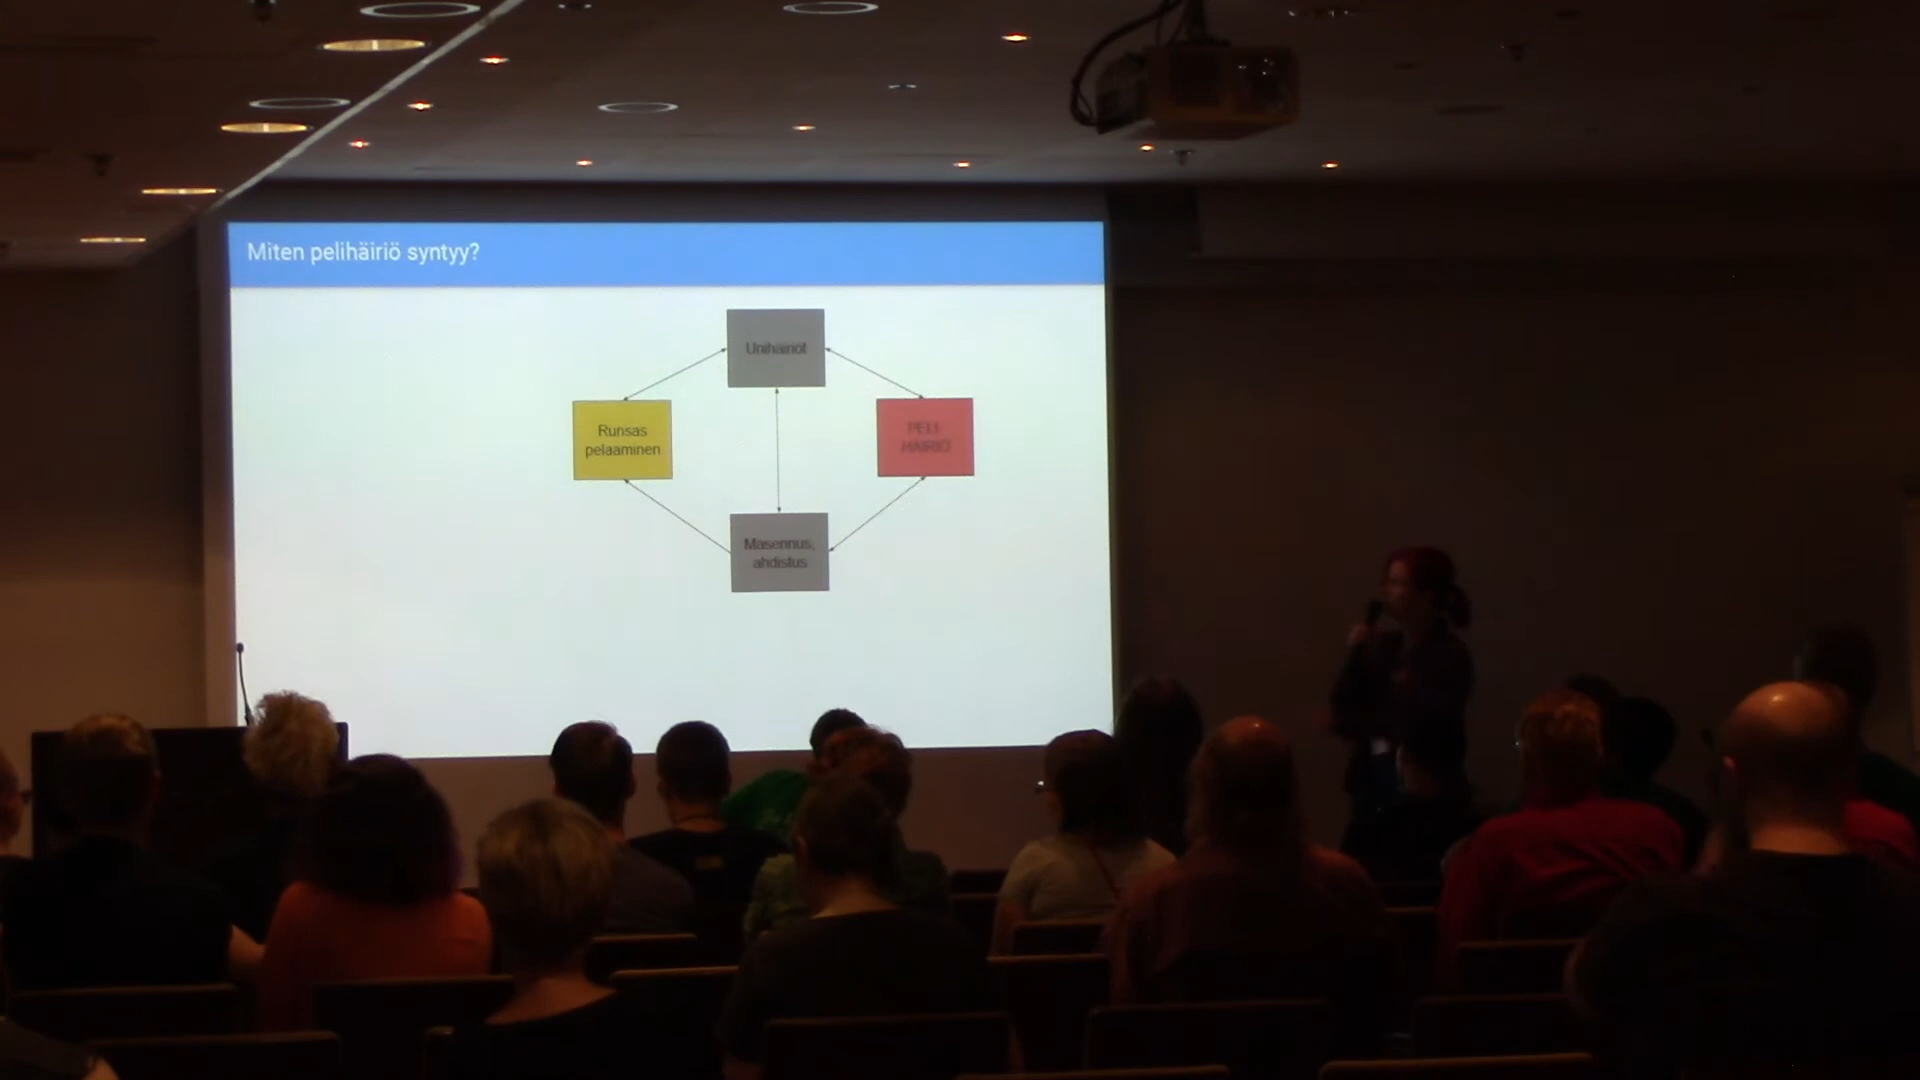 Miten pelihäiriö syntyy?
Unihäiriöt
Runsas
pelaaminen
PELI-
HÄIRIÖ
Masennus,
ahdistus